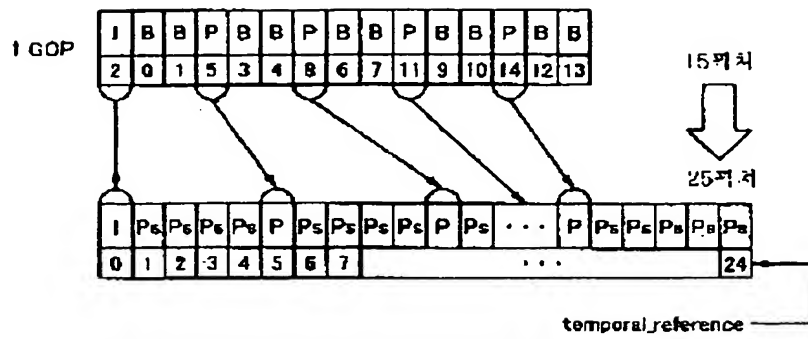 1 GOP
I B B P B B P B B P B B P B B
2 0 1 5 3 4 8 6 7 11 9 10 14 12 13
15픽처
25픽처
I Ps Ps Ps Ps P Ps Ps Ps Ps P Ps ··· P Ps Ps Ps Ps Ps
0 1 2 3 4 5 6 7 ··· 24
temporal_reference